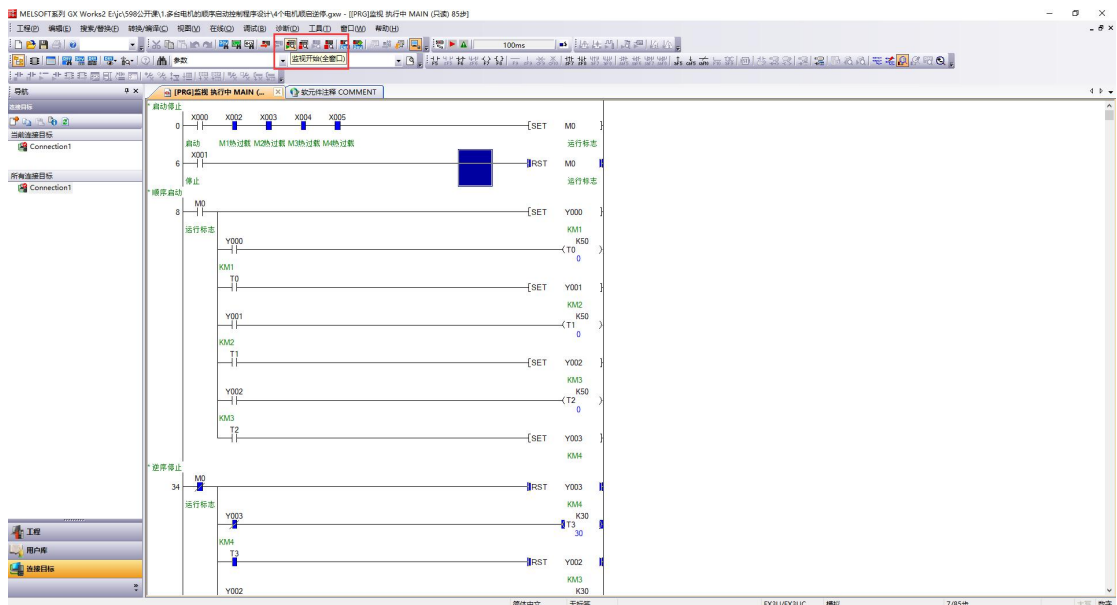 MELSOFT系列 GX Works2 E:\jc\598公开课\1.多台电机的顺序启动控制程序设计\4个电机顺启逆停.gxw - [[PRG]监视 执行中 MAIN (只读) 85步]
工程(P) 编辑(E) 搜索/替换(F) 转换/编译(C) 视图(V) 在线(O) 调试(B) 诊断(D) 工具(T) 窗口(W) 帮助(H)
100ms
参数
监视开始(全窗口)
导航
[PRG]监视 执行中 MAIN (...
软元件注释 COMMENT
连接目标
当前连接目标
Connection1
所有连接目标
Connection1
工程
用户库
连接目标
* 启动停止
X000 X002 X003 X004 X005
0 SET M0
启动 M1热过载 M2热过载 M3热过载 M4热过载 运行标志
X001
6 RST M0
停止 运行标志
* 顺序启动
M0
8 SET Y000
运行标志 KM1
Y000 K50
T0
0
KM1
T0
SET Y001
KM2
Y001 K50
T1
0
KM2
T1
SET Y002
KM3
Y002 K50
T2
0
KM3
T2
SET Y003
KM4
* 逆序停止
M0
34 RST Y003
运行标志 KM4
Y003 K30
T3
30
KM4
T3
RST Y002
KM3
Y002 K30
简体中文 无标签 FX3U/FX3UC 模拟 7/85步 大写 数字